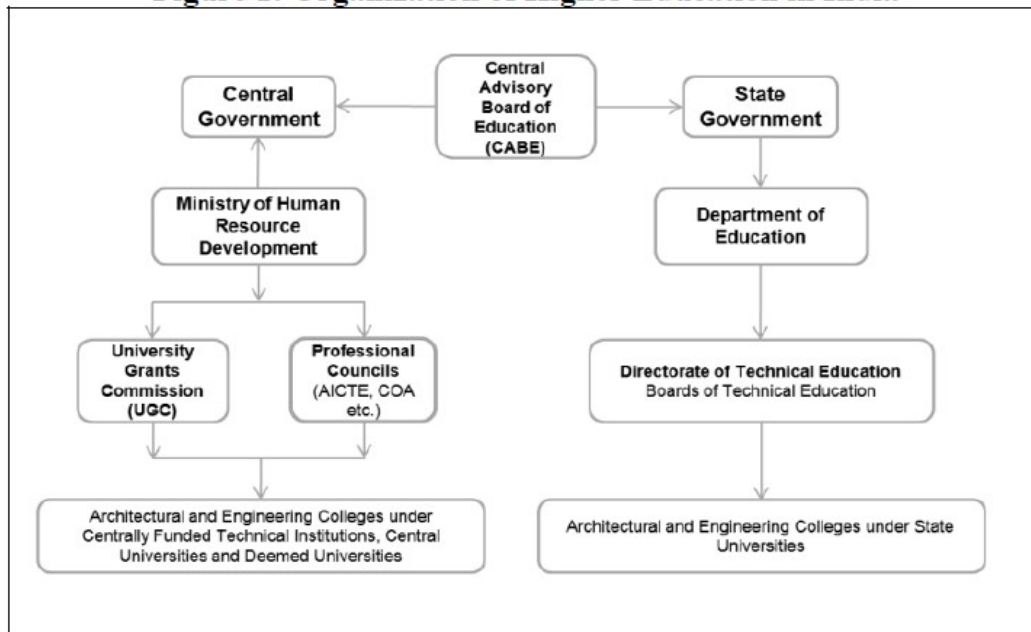 Central
Advisory
Board of
Education
(CABE)
Central
Government
State
Government
Ministry of Human
Resource
Development
Department of
Education
University
Grants
Commission
(UGC)
Professional
Councils
(AICTE, COA
etc.)
Directorate of Technical Education
Boards of Technical Education
Architectural and Engineering Colleges under
Centrally Funded Technical Institutions, Central
Universities and Deemed Universities
Architectural and Engineering Colleges under State
Universities